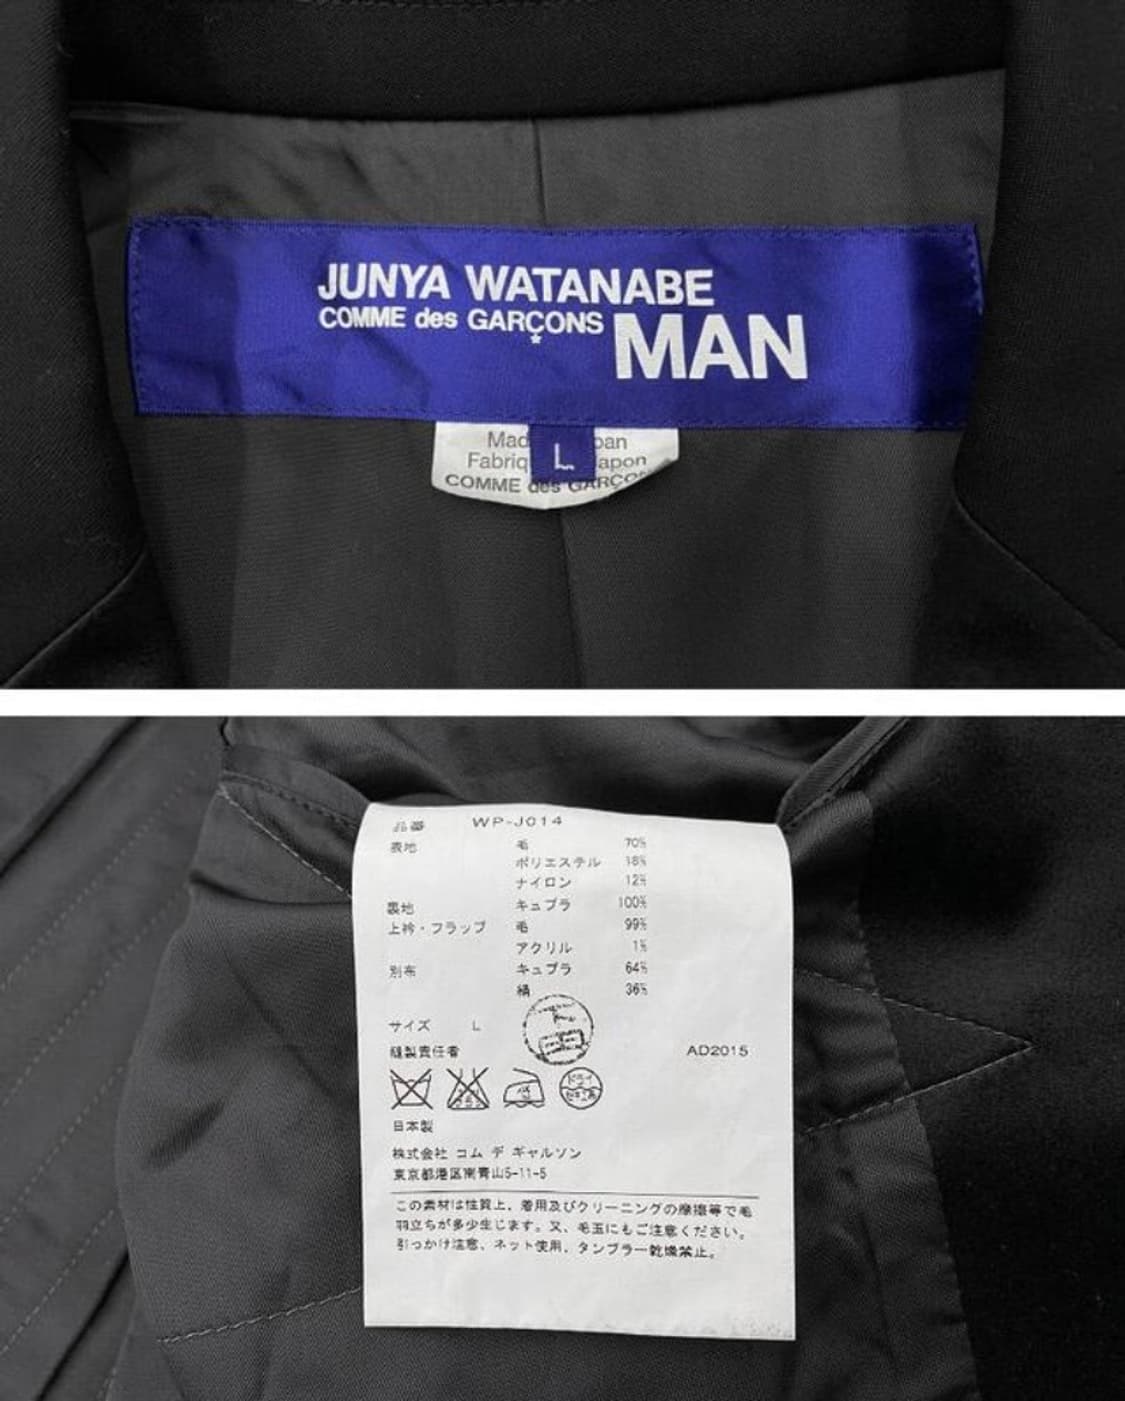 JUNYA WATANABE
COMME des GARÇONS MAN
L
COMME des GARÇONS
品番 WP-J014
表地 毛 70%
ポリエステル 18%
ナイロン 12%
裏地 キュプラ 100%
上衿・フラップ 毛 99%
アクリル 1%
別布 キュプラ 64%
絹 36%
サイズ L
縫製責任者 AD2015
日本製
株式会社 コム デ ギャルソン
東京都港区南青山5-11-5
この素材は性質上、着用及びクリーニングの摩擦等で毛
羽立ちが多少生じます。又、毛玉にもご注意ください。
引っかけ注意、ネット使用、タンブラー乾燥禁止。